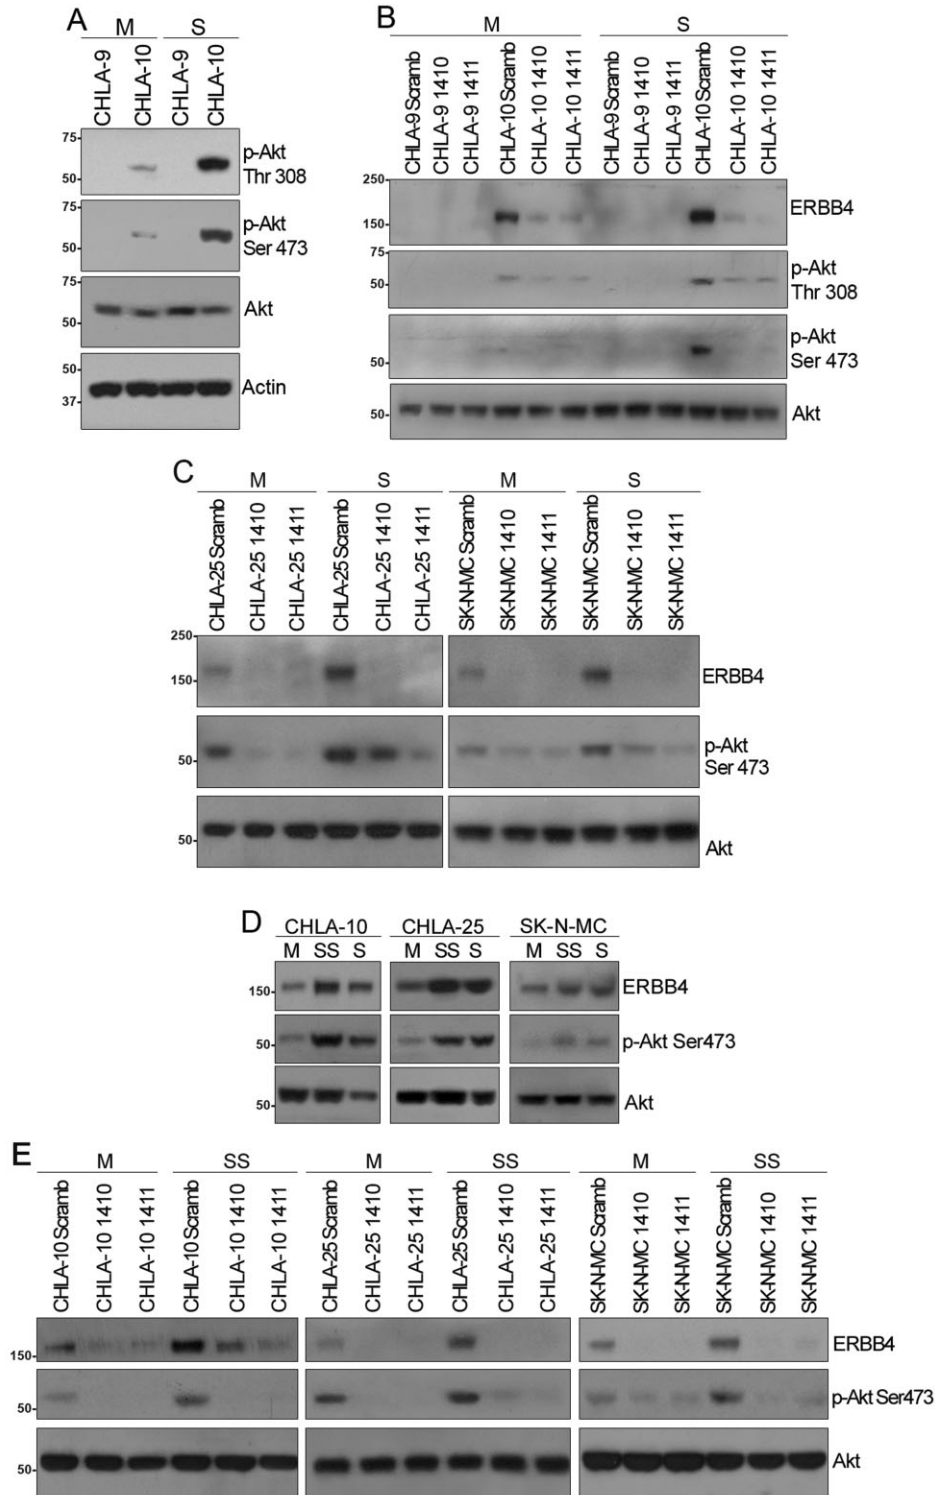 A
M S
CHLA-9 CHLA-10 CHLA-9 CHLA-10
75-
50-
p-Akt
Thr 308
75-
50-
p-Akt
Ser 473
75-
50-
Akt
50-
37-
Actin
B
M S
CHLA-9 Scramb CHLA-9 1410 CHLA-9 1411 CHLA-10 Scramb CHLA-10 1410 CHLA-10 1411 CHLA-9 Scramb CHLA-9 1410 CHLA-9 1411 CHLA-10 Scramb CHLA-10 1410 CHLA-10 1411
250-
150-
ERBB4
75-
50-
p-Akt
Thr 308
50-
p-Akt
Ser 473
50-
Akt
C
M S M S
CHLA-25 Scramb CHLA-25 1410 CHLA-25 1411 CHLA-25 Scramb CHLA-25 1410 CHLA-25 1411 SK-N-MC Scramb SK-N-MC 1410 SK-N-MC 1411 SK-N-MC Scramb SK-N-MC 1410 SK-N-MC 1411
250-
150-
ERBB4
50-
p-Akt
Ser 473
50-
Akt
D
CHLA-10 CHLA-25 SK-N-MC
M SS S M SS S M SS S
150-
ERBB4
50-
p-Akt Ser473
50-
Akt
E
M SS M SS M SS
CHLA-10 Scramb CHLA-10 1410 CHLA-10 1411 CHLA-10 Scramb CHLA-10 1410 CHLA-10 1411 CHLA-25 Scramb CHLA-25 1410 CHLA-25 1411 CHLA-25 Scramb CHLA-25 1410 CHLA-25 1411 SK-N-MC Scramb SK-N-MC 1410 SK-N-MC 1411 SK-N-MC Scramb SK-N-MC 1410 SK-N-MC 1411
150-
ERBB4
50-
p-Akt Ser473
50-
Akt